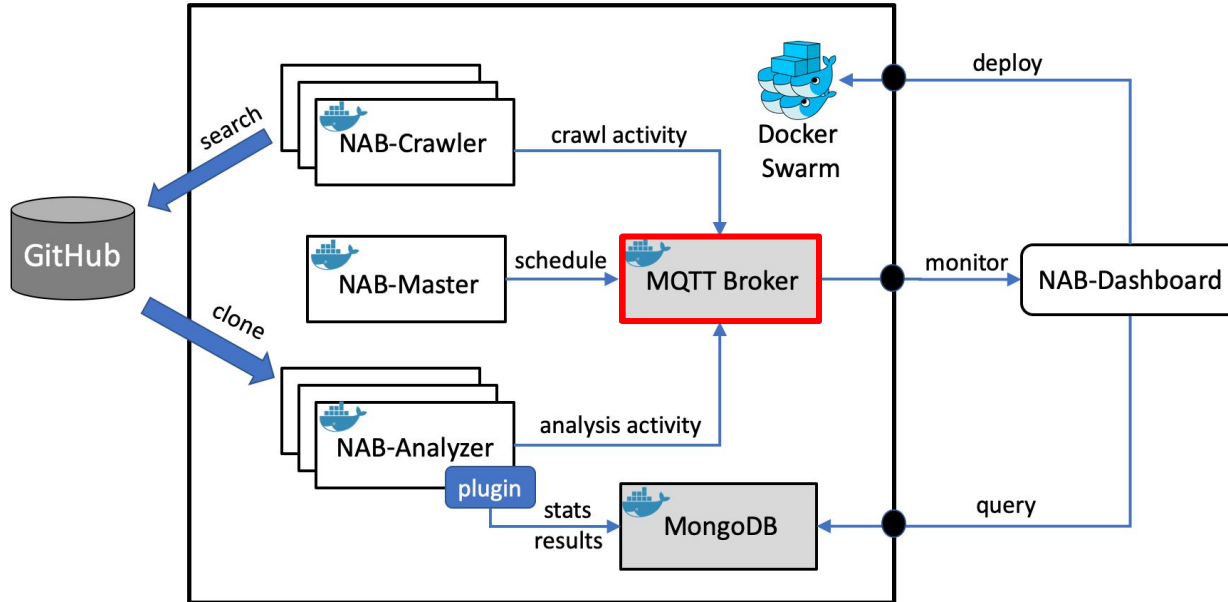 deploy
search
NAB-Crawler
crawl activity
Docker
Swarm
GitHub
NAB-Master
schedule
MQTT Broker
monitor
NAB-Dashboard
clone
NAB-Analyzer
analysis activity
plugin
stats
results
MongoDB
query